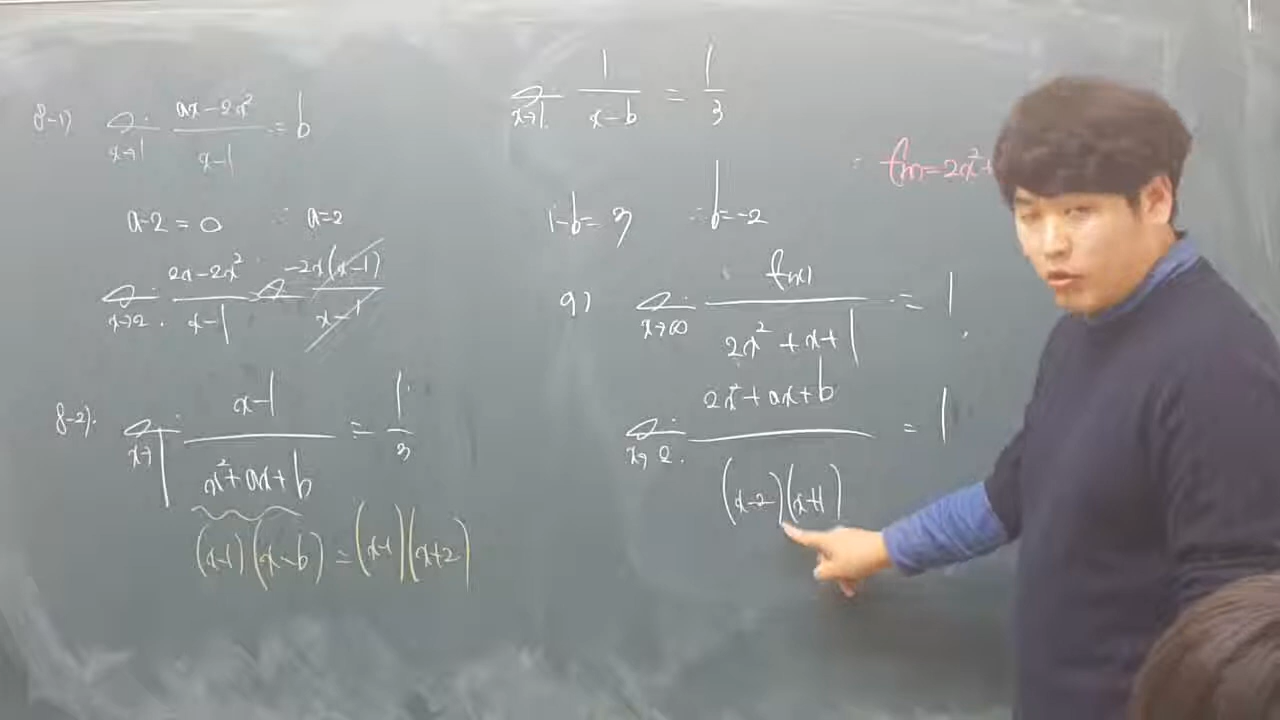 8-1) lim x→1 (ax-2x²)/(x-1) = b
a-2=0 ∴ a=2
lim x→2. (2x-2x²)/(x-1) = lim (-2x(x-1))/(x-1)
8-2). lim x→1 (x-1)/(x²+ax+b) = 1/3
(x-1)(x-b) = (x-1)(x+2)
lim x→1 1/(x-b) = 1/3
1-b=3 ∴ b=-2
= f(x)=2x²+
9) lim x→∞ f(x)/(2x²+x+1) = 1.
lim x→2. (2x²+ax+b)/((x-2)(x+1)) = 1